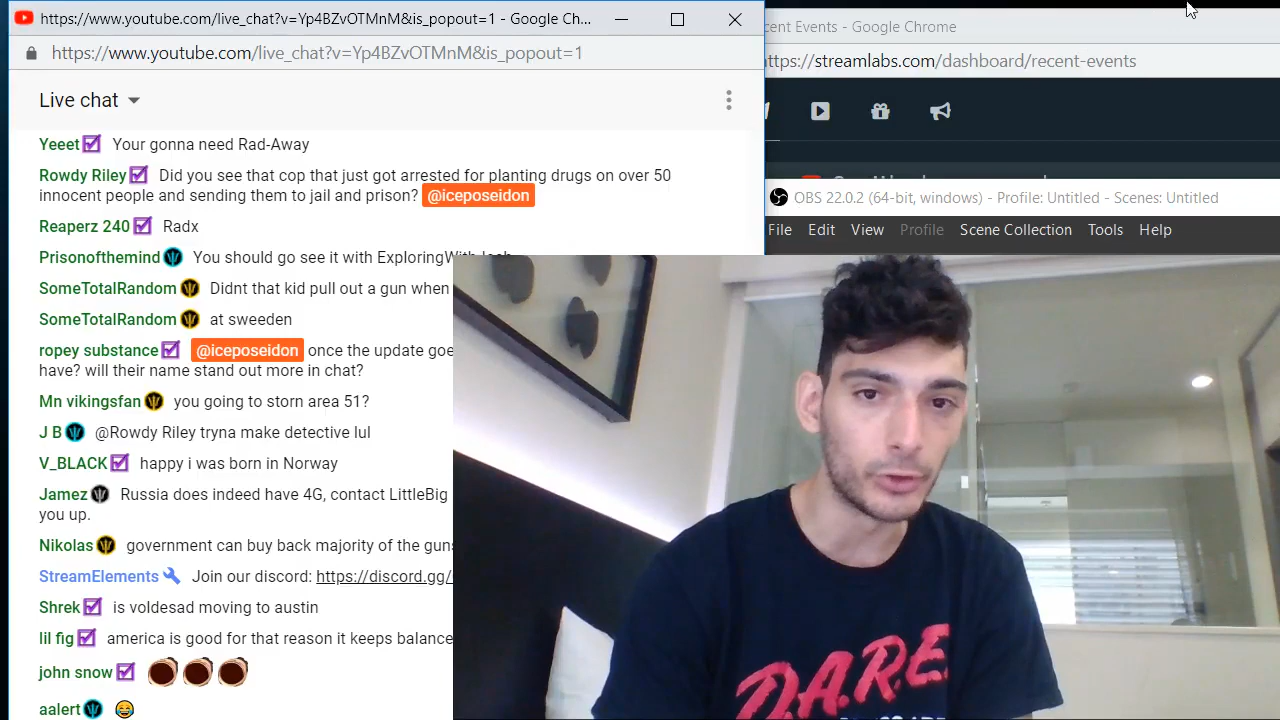 https://www.youtube.com/live_chat?v=Yp4BZvOTMnM&is_popout=1 - Google Ch...
https://www.youtube.com/live_chat?v=Yp4BZvOTMnM&is_popout=1
Live chat
Yeeet Your gonna need Rad-Away
Rowdy Riley Did you see that cop that just got arrested for planting drugs on over 50
innocent people and sending them to jail and prison? @iceposeidon
Reaperz 240 Radx
Prisonofthemind You should go see it with
SomeTotalRandom Didnt that kid pull out a gun when
SomeTotalRandom at sweeden
ropey substance @iceposeidon once the update goe
have? will their name stand out more in chat?
Mn vikingsfan you going to storn area 51?
J B @Rowdy Riley tryna make detective lul
V_BLACK happy i was born in Norway
Jamez Russia does indeed have 4G, contact LittleBig
you up.
Nikolas government can buy back majority of the guns
StreamElements Join our discord: https://discord.gg/
Shrek is voldesad moving to austin
lil fig america is good for that reason it keeps balance
john snow
aalert
cent Events - Google Chrome
ttps://streamlabs.com/dashboard/recent-events
OBS 22.0.2 (64-bit, windows) - Profile: Untitled - Scenes: Untitled
File Edit View Profile Scene Collection Tools Help
D.A.R.E.